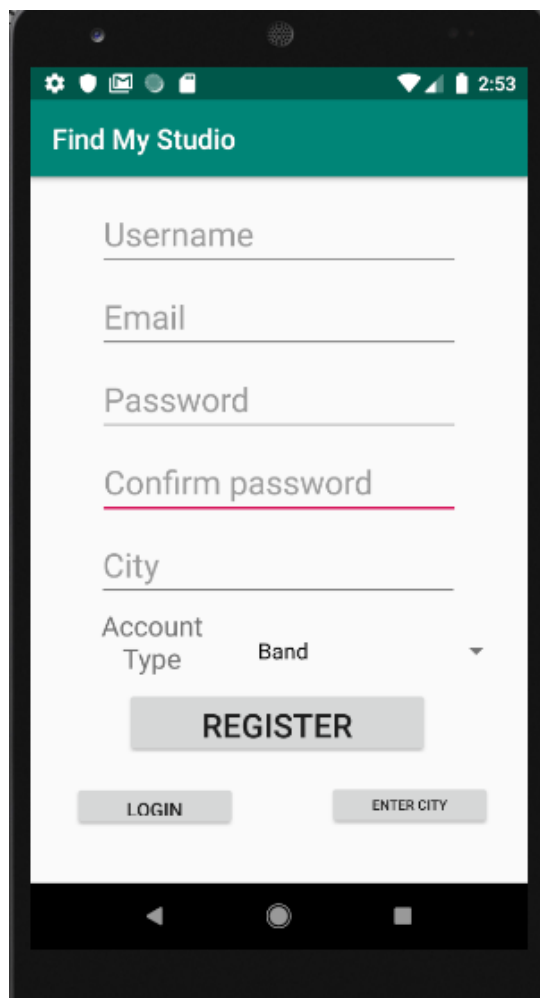 2:53
Find My Studio
Username
Email
Password
Confirm password
City
Account
Type
Band
REGISTER
LOGIN
ENTER CITY